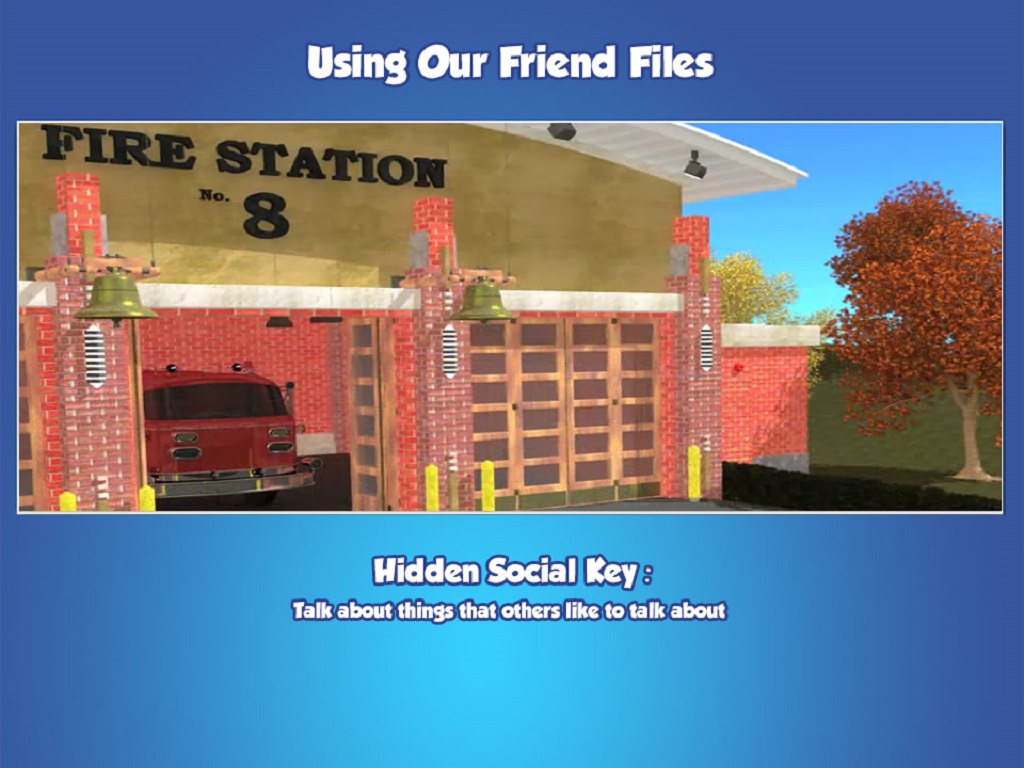 Using Our Friend Files
FIRE STATION
No. 8
Hidden Social Key :
Talk about things that others like to talk about